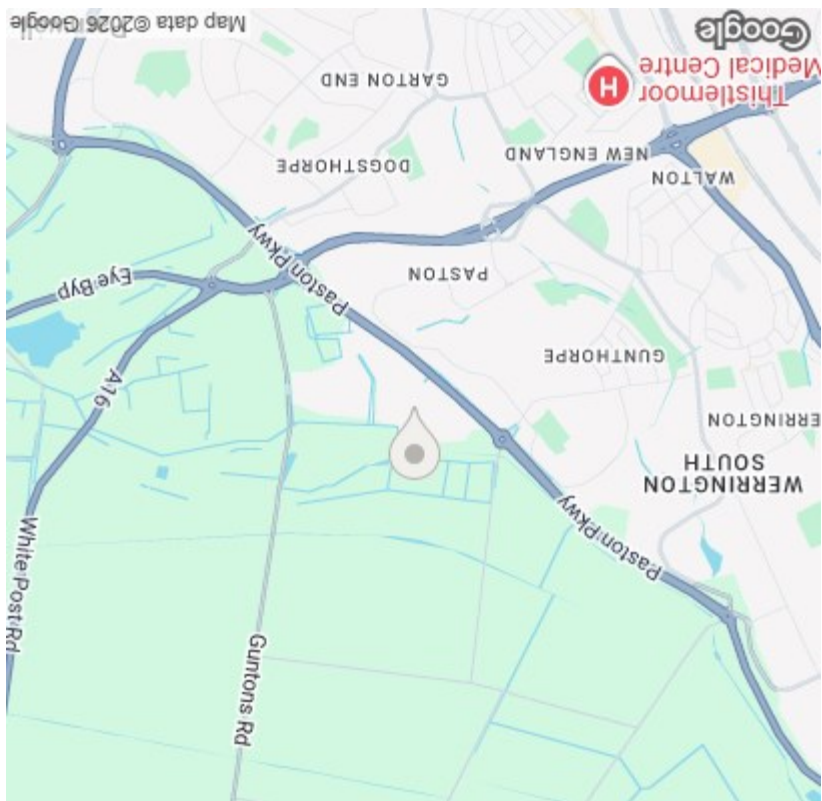 Guntons Rd
Paston Pkwy
White Post Rd
WERRINGTON
SOUTH
ERRINGTON
A16
GUNTHORPE
Paston Pkwy
Eye Byp
PASTON
WALTON
NEW ENGLAND
DOGSTHORPE
Thistlemoor
Medical Centre
H
GARTON END
Google
Map data ©2026 Google